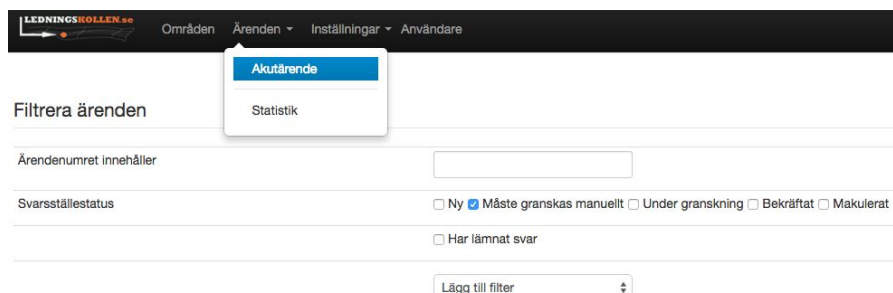 LEDNINGSKOLLEN.se
Områden Ärenden Inställningar Användare
Akutärende
Statistik
Filtrera ärenden
Ärendenumret innehåller
Svarsställestatus
Ny Måste granskas manuellt Under granskning Bekräftat Makulerat
Har lämnat svar
Lägg till filter